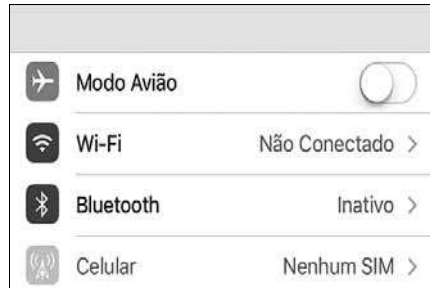 Modo Avião
Wi-Fi Não Conectado
Bluetooth Inativo
Celular Nenhum SIM